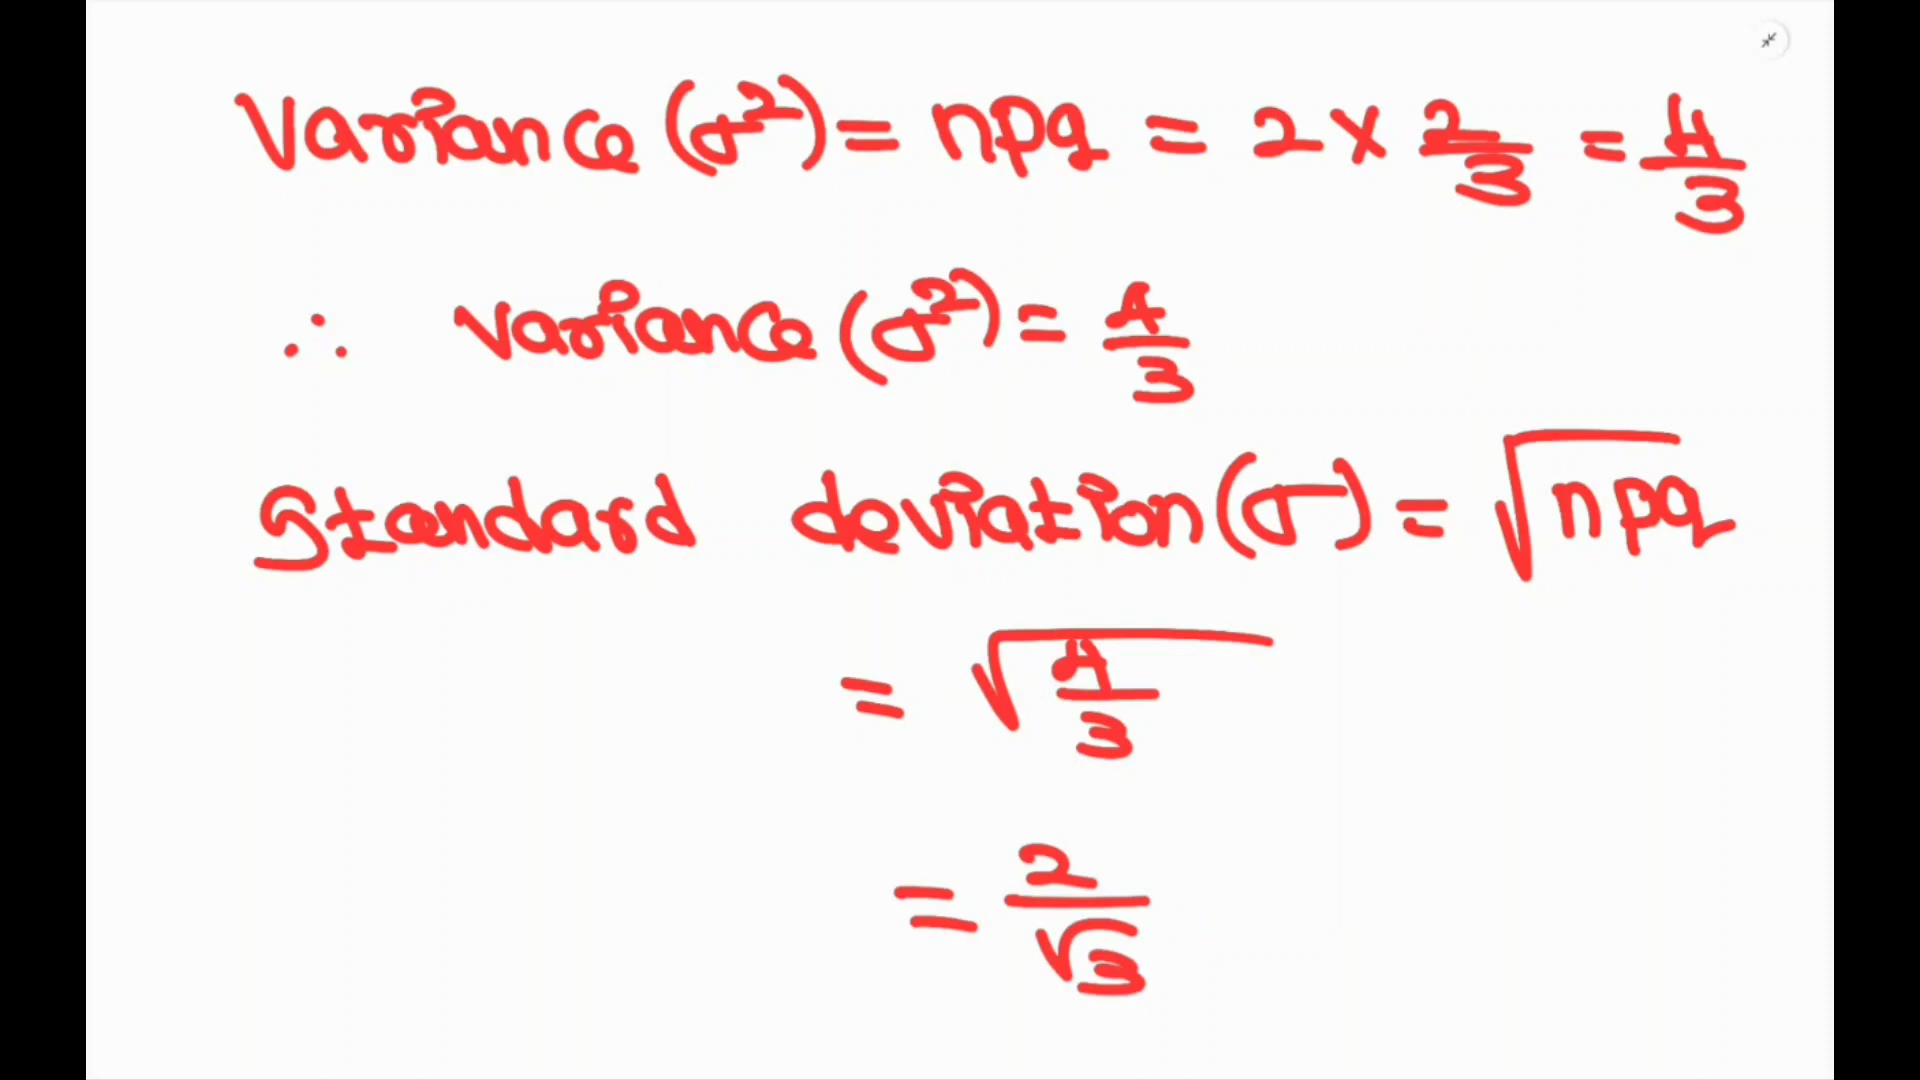 Variance (σ²) = npq = 2 × 2/3 = 4/3
∴ variance (σ²) = 4/3
Standard deviation (σ) = √npq
= √4/3
= 2/√3